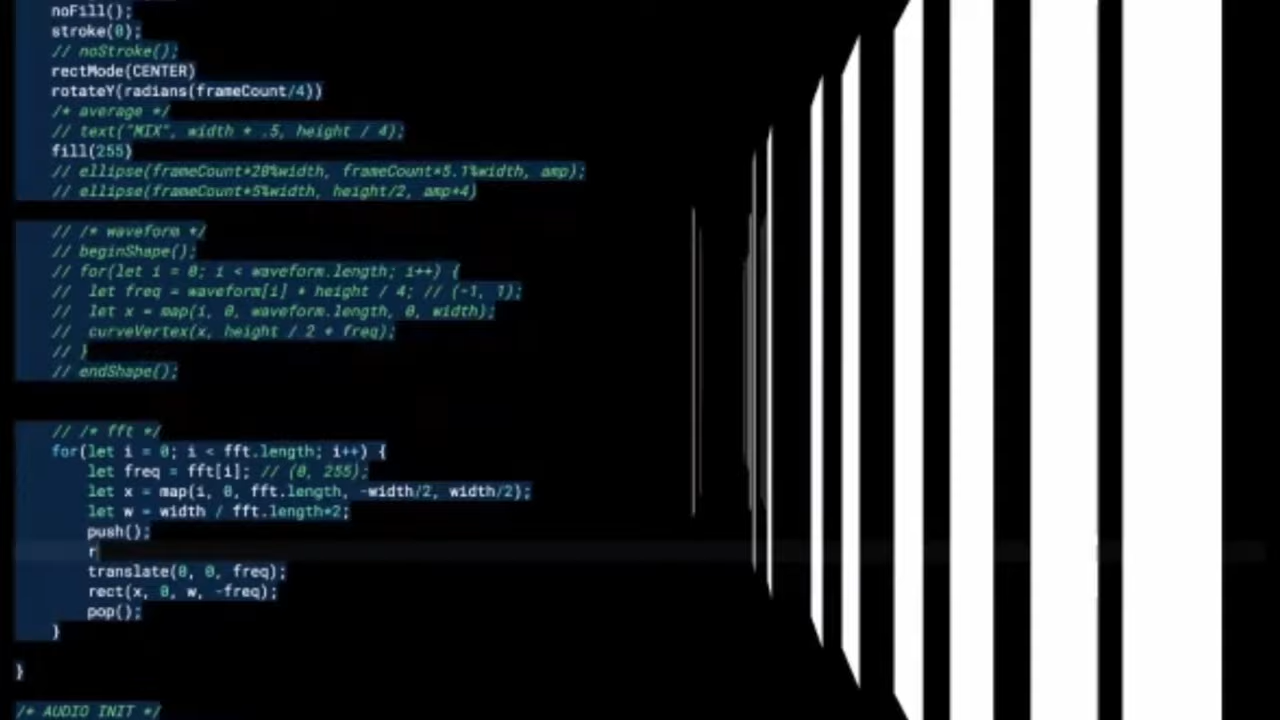 noFill();
stroke(0);
// noStroke();
rectMode(CENTER)
rotateY(radians(frameCount/4))
/* average */
// text("MIX", width * .5, height / 4);
fill(255)
// ellipse(frameCount*20%width, frameCount*5.1%width, amp);
// ellipse(frameCount*5%width, height/2, amp*4)
// /* waveform */
// beginShape();
// for(let i = 0; i < waveform.length; i++) {
//  let freq = waveform[i] * height / 4; // (-1, 1);
//  let x = map(i, 0, waveform.length, 0, width);
//  curveVertex(x, height / 2 + freq);
// }
// endShape();
// /* fft */
for(let i = 0; i < fft.length; i++) {
let freq = fft[i]; // (0, 255);
let x = map(i, 0, fft.length, -width/2, width/2);
let w = width / fft.length*2;
push();
r
translate(0, 0, freq);
rect(x, 0, w, -freq);
pop();
}
}
/* AUDIO INIT */